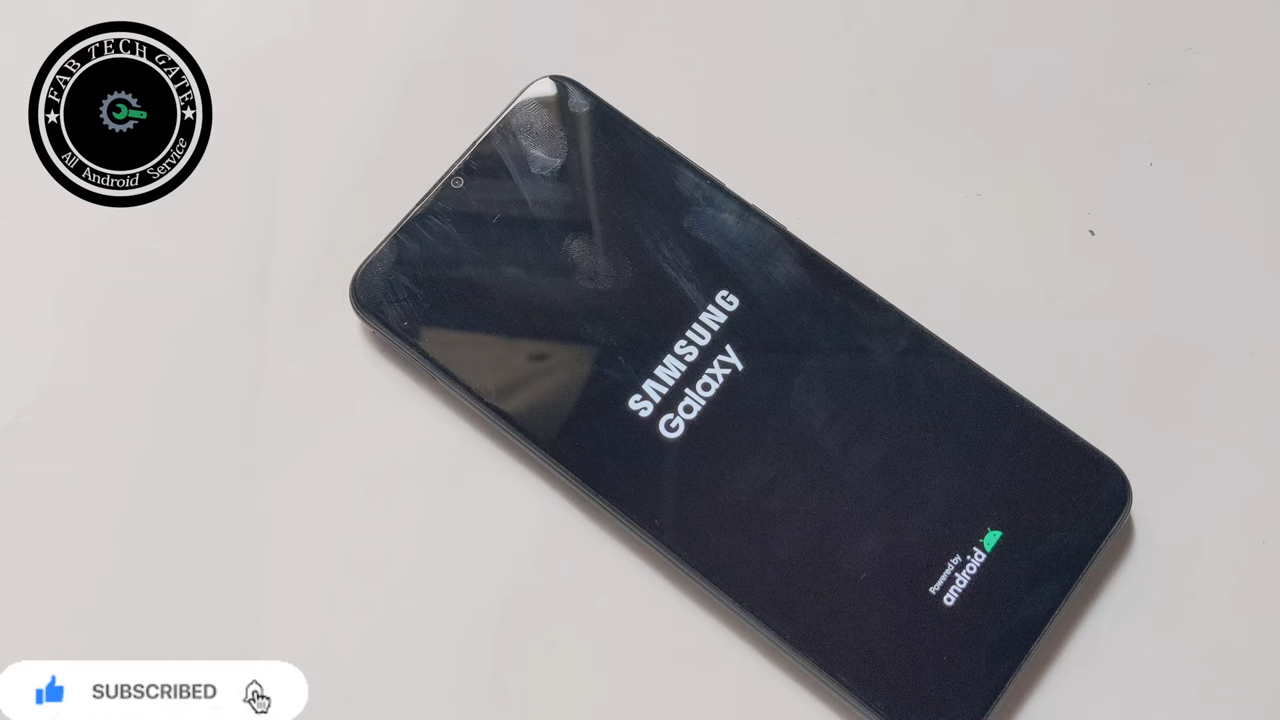 FAB TECH GATE
All Android Service
SAMSUNG
Galaxy
Powered by
android
SUBSCRIBED